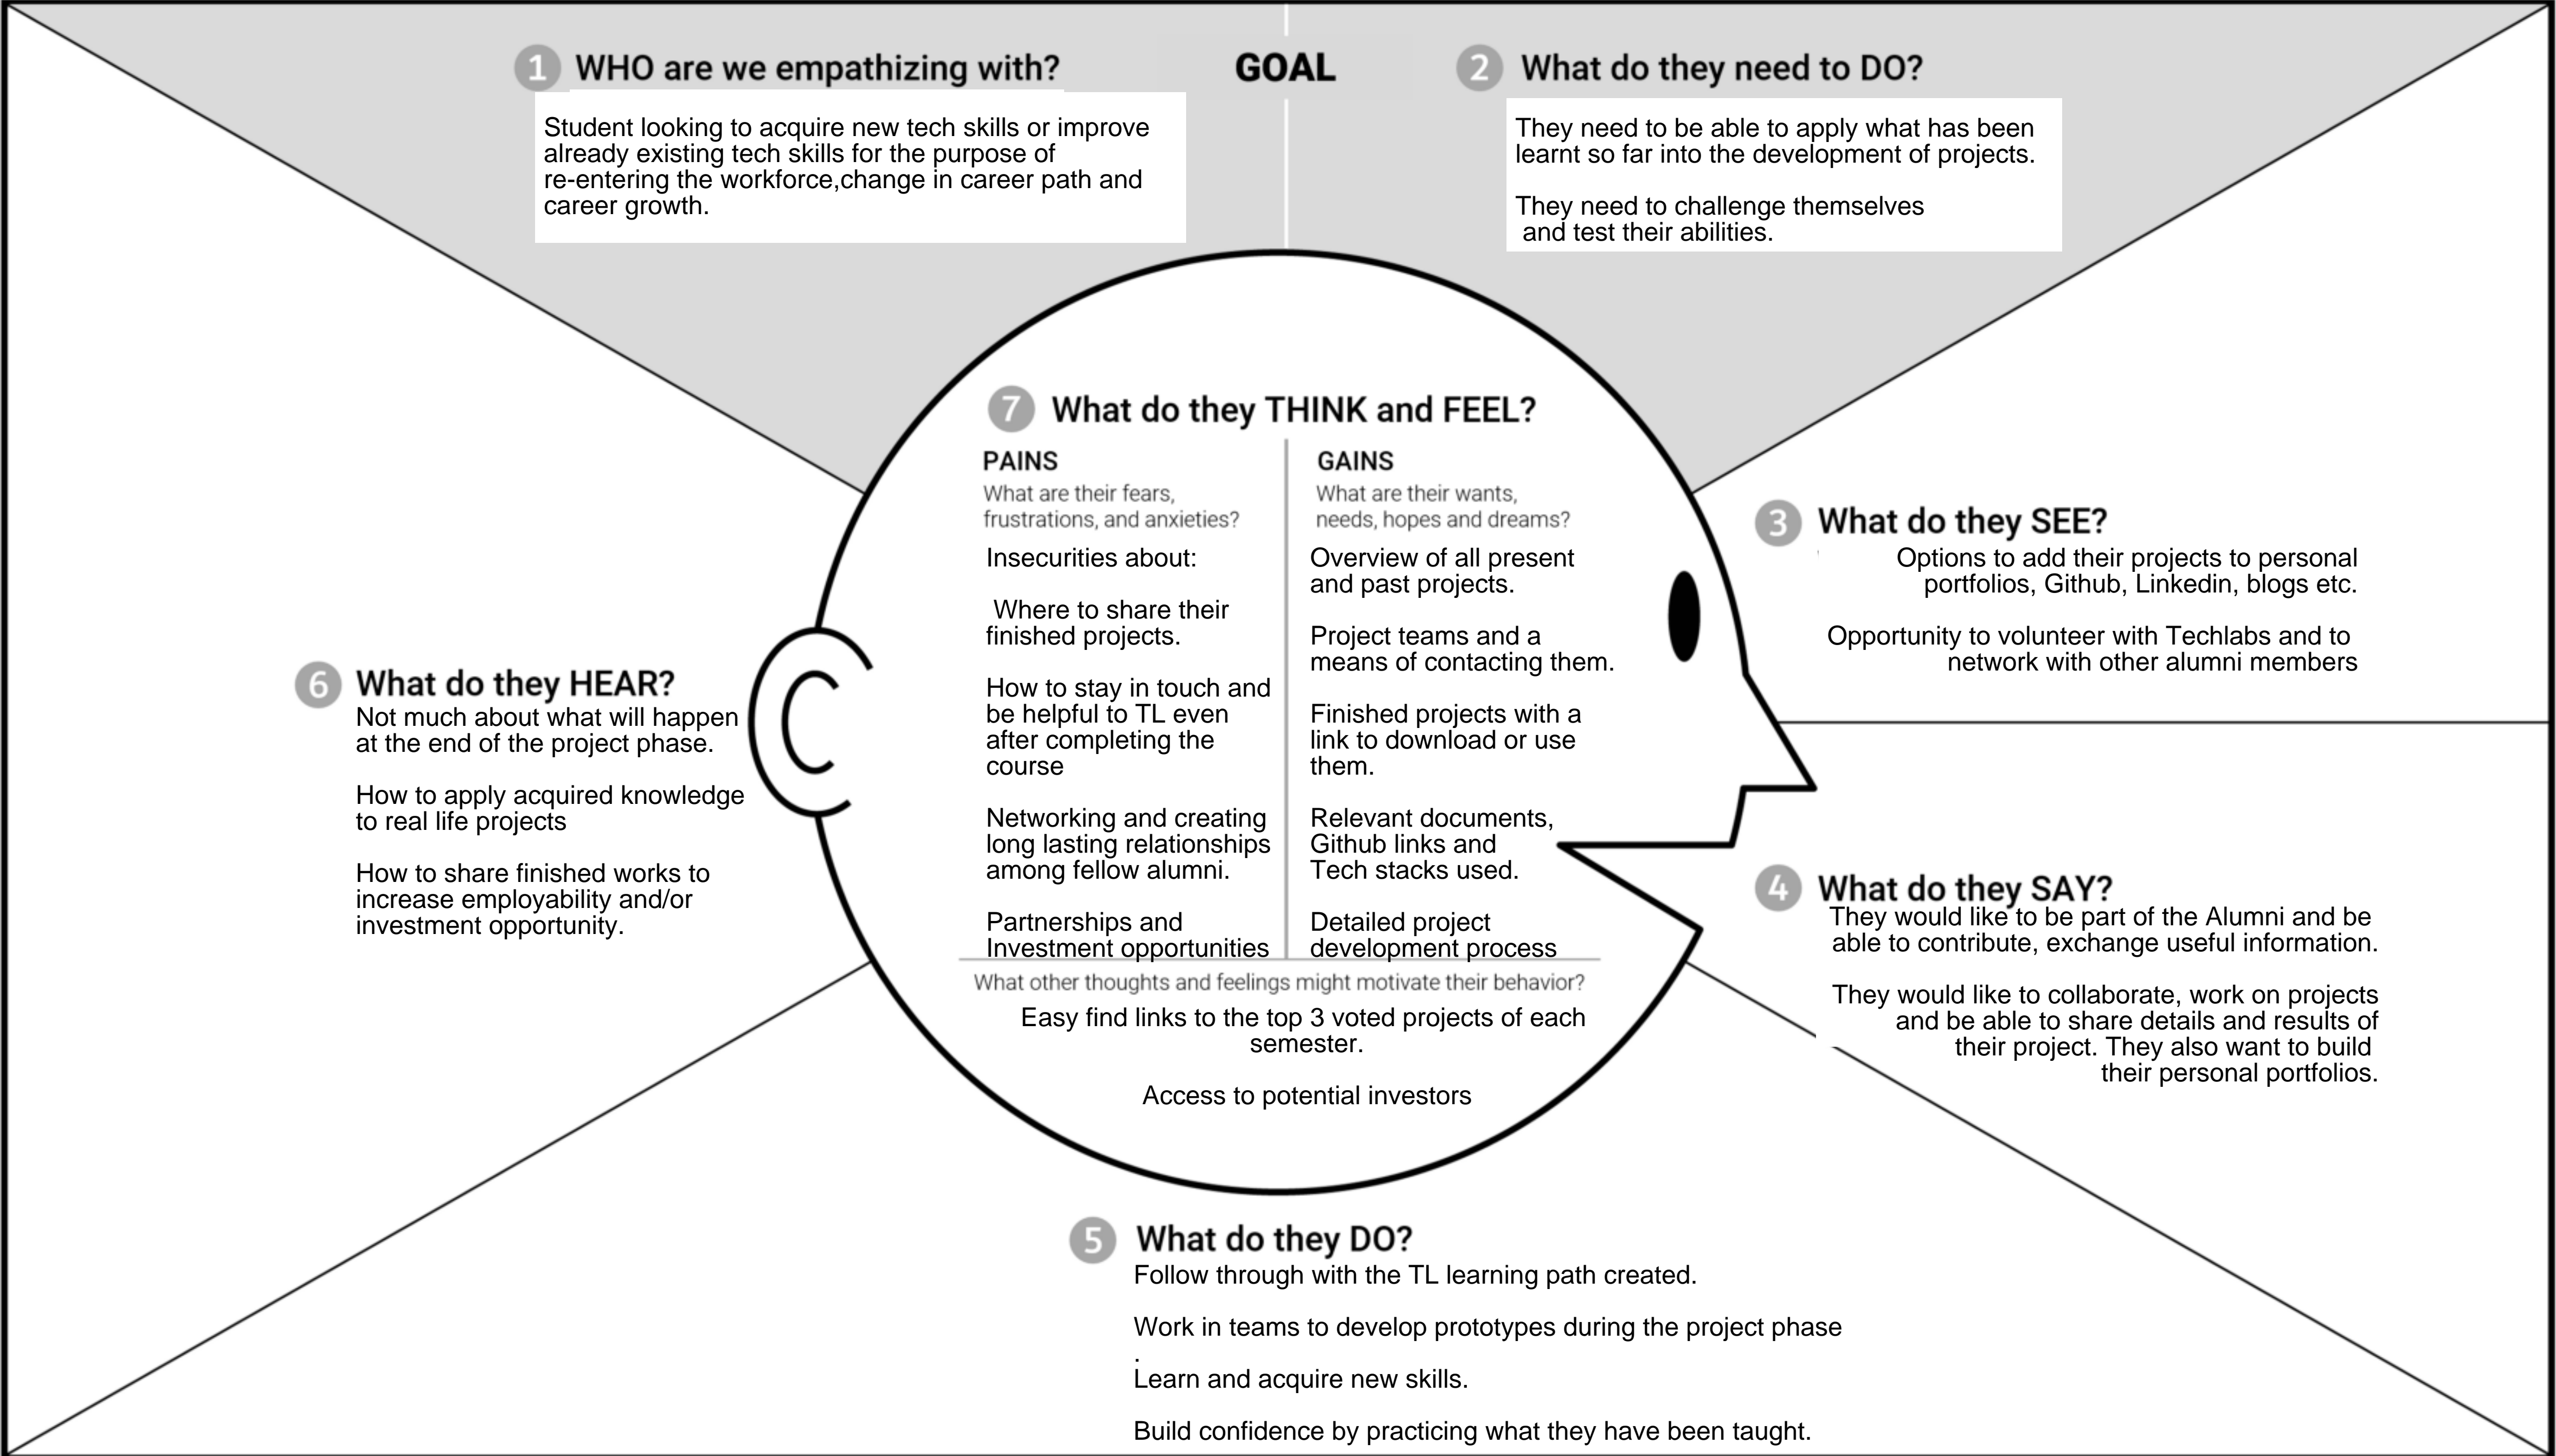 1 WHO are we empathizing with?
Student looking to acquire new tech skills or improve
already existing tech skills for the purpose of
re-entering the workforce,change in career path and
career growth.
GOAL
2 What do they need to DO?
They need to be able to apply what has been
learnt so far into the development of projects.
They need to challenge themselves
and test their abilities.
3 What do they SEE?
Options to add their projects to personal
portfolios, Github, Linkedin, blogs etc.
Opportunity to volunteer with Techlabs and to
network with other alumni members
4 What do they SAY?
They would like to be part of the Alumni and be
able to contribute, exchange useful information.
They would like to collaborate, work on projects
and be able to share details and results of
their project. They also want to build
their personal portfolios.
5 What do they DO?
Follow through with the TL learning path created.
Work in teams to develop prototypes during the project phase
.
Learn and acquire new skills.
Build confidence by practicing what they have been taught.
6 What do they HEAR?
Not much about what will happen
at the end of the project phase.
How to apply acquired knowledge
to real life projects
How to share finished works to
increase employability and/or
investment opportunity.
7 What do they THINK and FEEL?
PAINS
What are their fears,
frustrations, and anxieties?
Insecurities about:
Where to share their
finished projects.
How to stay in touch and
be helpful to TL even
after completing the
course
Networking and creating
long lasting relationships
among fellow alumni.
Partnerships and
Investment opportunities
GAINS
What are their wants,
needs, hopes and dreams?
Overview of all present
and past projects.
Project teams and a
means of contacting them.
Finished projects with a
link to download or use
them.
Relevant documents,
Github links and
Tech stacks used.
Detailed project
development process
What other thoughts and feelings might motivate their behavior?
Easy find links to the top 3 voted projects of each
semester.
Access to potential investors